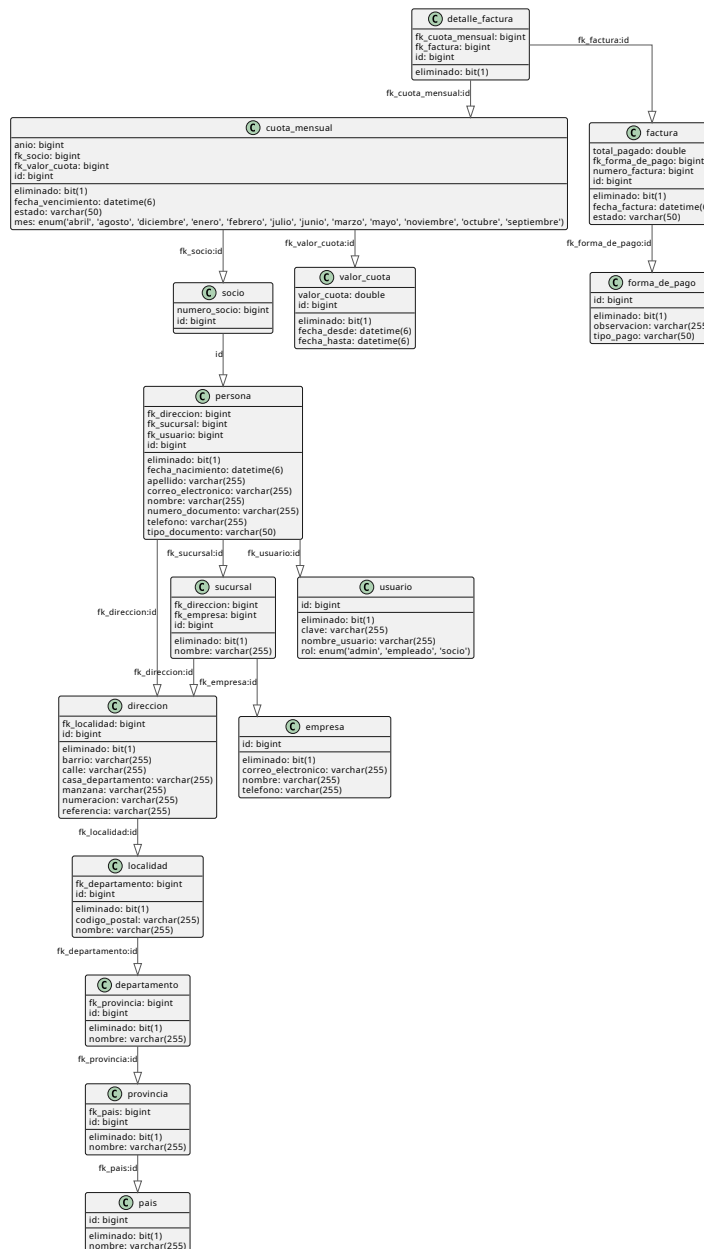 detalle_factura
fk_cuota_mensual: bigint
fk_factura: bigint
id: bigint
eliminado: bit(1)
fk_factura:id
fk_cuota_mensual:id
cuota_mensual
anio: bigint
fk_socio: bigint
fk_valor_cuota: bigint
id: bigint
eliminado: bit(1)
fecha_vencimiento: datetime(6)
estado: varchar(50)
mes: enum('abril', 'agosto', 'diciembre', 'enero', 'febrero', 'julio', 'junio', 'marzo', 'mayo', 'noviembre', 'octubre', 'septiembre')
factura
total_pagado: double
fk_forma_de_pago: bigint
numero_factura: bigint
id: bigint
eliminado: bit(1)
fecha_factura: datetime(
estado: varchar(50)
fk_socio:id
fk_valor_cuota:id
fk_forma_de_pago:id
socio
numero_socio: bigint
id: bigint
valor_cuota
valor_cuota: double
id: bigint
eliminado: bit(1)
fecha_desde: datetime(6)
fecha_hasta: datetime(6)
forma_de_pago
id: bigint
eliminado: bit(1)
observacion: varchar(255
tipo_pago: varchar(50)
id
persona
fk_direccion: bigint
fk_sucursal: bigint
fk_usuario: bigint
id: bigint
eliminado: bit(1)
fecha_nacimiento: datetime(6)
apellido: varchar(255)
correo_electronico: varchar(255)
nombre: varchar(255)
numero_documento: varchar(255)
telefono: varchar(255)
tipo_documento: varchar(50)
fk_sucursal:id
fk_usuario:id
fk_direccion:id
sucursal
fk_direccion: bigint
fk_empresa: bigint
id: bigint
eliminado: bit(1)
nombre: varchar(255)
usuario
id: bigint
eliminado: bit(1)
clave: varchar(255)
nombre_usuario: varchar(255)
rol: enum('admin', 'empleado', 'socio')
fk_direccion:id
fk_empresa:id
direccion
fk_localidad: bigint
id: bigint
eliminado: bit(1)
barrio: varchar(255)
calle: varchar(255)
casa_departamento: varchar(255)
manzana: varchar(255)
numeracion: varchar(255)
referencia: varchar(255)
empresa
id: bigint
eliminado: bit(1)
correo_electronico: varchar(255)
nombre: varchar(255)
telefono: varchar(255)
fk_localidad:id
localidad
fk_departamento: bigint
id: bigint
eliminado: bit(1)
codigo_postal: varchar(255)
nombre: varchar(255)
fk_departamento:id
departamento
fk_provincia: bigint
id: bigint
eliminado: bit(1)
nombre: varchar(255)
fk_provincia:id
provincia
fk_pais: bigint
id: bigint
eliminado: bit(1)
nombre: varchar(255)
fk_pais:id
pais
id: bigint
eliminado: bit(1)
nombre: varchar(255)